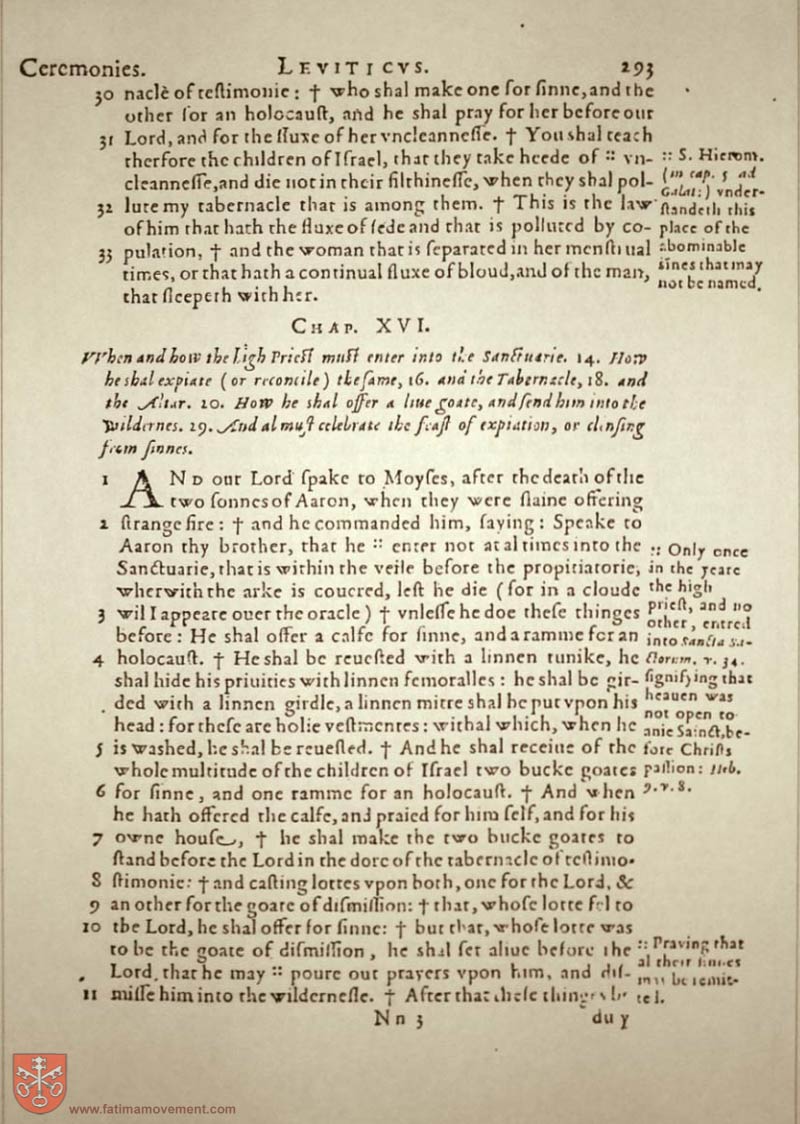 Ceremonies. LEVITICVS. 293
30 nacle of testimonie: † who shal make one for sinne, and the
other for an holocaust, and he shal pray for her before our
31 Lord, and for the fluxe of her vncleannesse. † You shal teach
therfore the children of Israel, that they take heede of :: vn-
cleannesse, and die not in their filthinesse, when they shal pol-
32 lute my tabernacle that is among them. † This is the law
of him that hath the fluxe of sede and that is polluted by co-
33 pulation, † and the woman that is separated in her menstrual
times, or that hath a continual fluxe of bloud, and of the man,
that sleepeth with her.
:: S. Hierom.
(in cap. 5 ad
Galat:) vnder-
standeth this
place of the
abominable
sines that may
not be named.
CHAP. XVI.
When and how the high Priest must enter into the Sanctuarie. 14. How
he shal expiate (or reconcile) the same, 16. and the Tabernacle, 18. and
the Altar. 20. How he shal offer a liue goate, and send him into the
Wildernes. 29. And al must celebrate the feast of expiation, or clensing
from sinnes.
1 AND our Lord spake to Moyses, after the death of the
two sonnes of Aaron, when they were slaine offering
2 strange fire: † and he commanded him, saying: Speake to
Aaron thy brother, that he :: enter not at al times into the
Sanctuarie, that is within the veile before the propitiatorie,
wherwith the arke is couered, lest he die (for in a cloude
3 wil I appeare ouer the oracle) † vnlesse he doe these thinges
before: He shal offer a calfe for sinne, and a ramme for an
4 holocaust. † He shal be reuested with a linnen tunike, he
shal hide his priuities with linnen femoralles: he shal be gir-
ded with a linnen girdle, a linnen mitre shal he put vpon his
head: for these are holie vestmentes: withal which, when he
5 is washed, he shal be reuested. † And he shal receiue of the
whole multitude of the children of Israel two bucke goates
6 for sinne, and one ramme for an holocaust. † And when
he hath offered the calfe, and praied for him self, and for his
7 owne house, † he shal make the two bucke goates to
stand before the Lord in the dore of the tabernacle of testimo-
8 stimonie: † and casting lottes vpon both, one for the Lord, &
9 an other for the goate of dismission: † that, whose lotte fel to
10 the Lord, he shal offer for sinne: † but that, whose lotte was
to be the goate of dismission, he shal set aliue before the
Lord, that he may :: poure out prayers vpon him, and dis-
11 misse him into the wildernesse. † After that these thinges be
:: Only once
in the yeare
the high
priest, and no
other, entred
into Sancta Sa-
ctorum. v. 34.
signifying that
heauen was
not open to
anie Sainct, be-
fore Christs
passion: Heb.
9. v. 8.
:: Praying that
al their sinnes
may be remit-
ted.
Nn 3 duy
www.fatimamovement.com